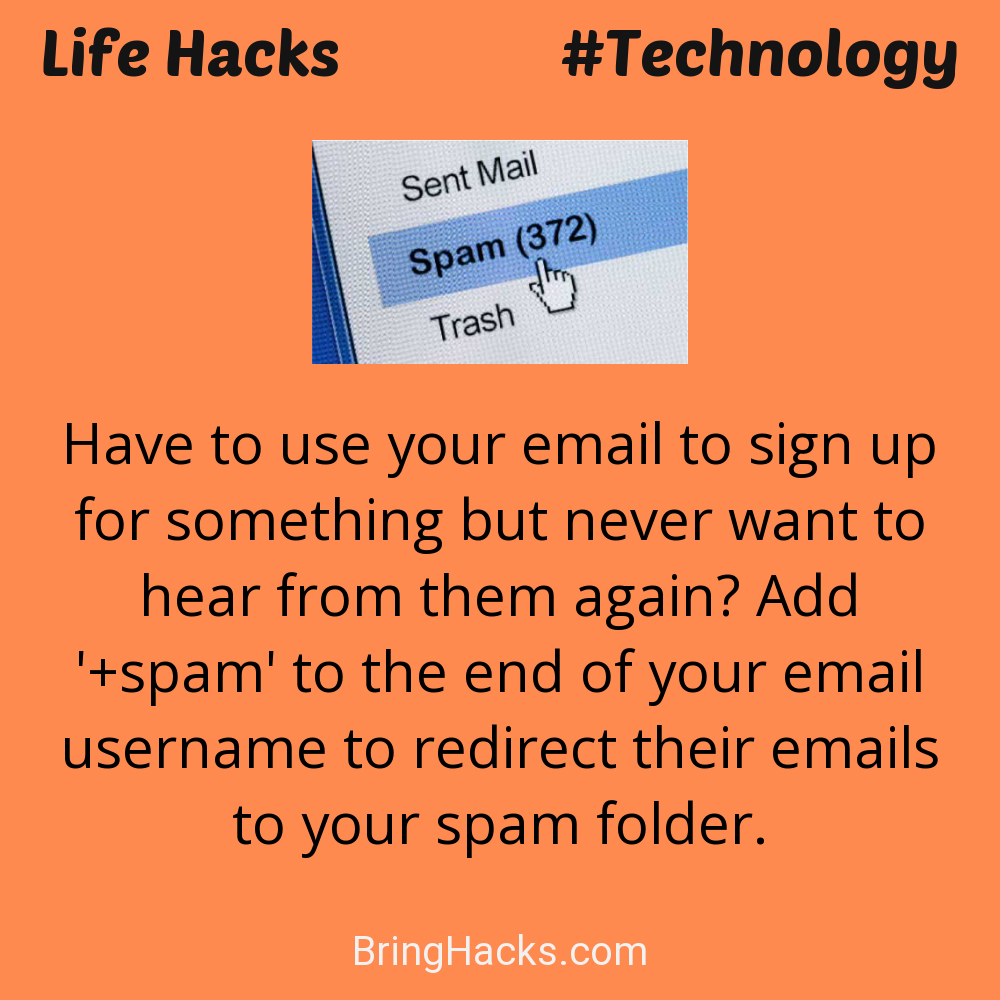 Life Hacks #Technology
Sent Mail
Spam (372)
Trash
Have to use your email to sign up
for something but never want to
hear from them again? Add
'+spam' to the end of your email
username to redirect their emails
to your spam folder.
BringHacks.com